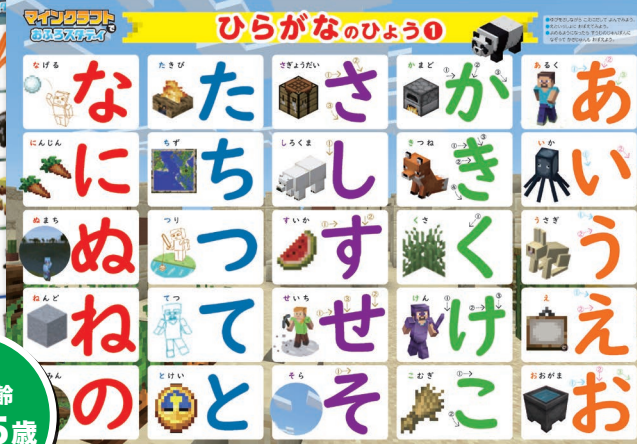 マインクラフトで
おふろスタディ
ひらがなのひょう❶
あるく
あ
いか
い
うさぎ
う
え
え
おおがま
お
かまど
か
きつね
き
くさ
く
けん
け
こむぎ
こ
さぎょうだい
さ
しろくま
し
すいか
す
せいち
せ
そら
そ
たきび
た
ちず
ち
つり
つ
てつ
て
とけい
と
なげる
な
にんじん
に
ぬまち
ぬ
ねんど
ね
みん
の
齢
5歳